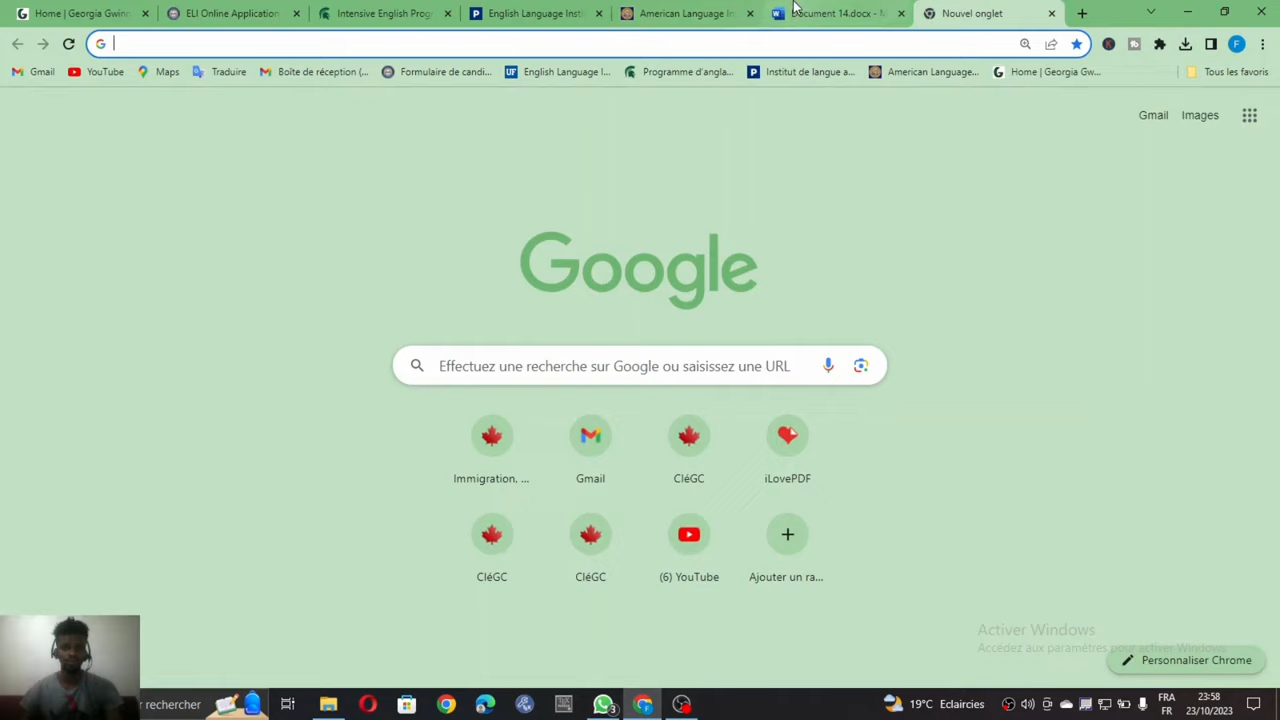 Home | Georgia Gwinn
ELI Online Application
Intensive English Prog
English Language Insti
American Language In
Document 14.docx - M
Nouvel onglet
Gmail
YouTube
Maps
Traduire
Boîte de réception (...
Formulaire de candi...
English Language I...
Programme d'angla...
Institut de langue a...
American Language...
Home | Georgia Gw...
Tous les favoris
Gmail
Images
Google
Effectuez une recherche sur Google ou saisissez une URL
Immigration, ...
Gmail
CléGC
iLovePDF
CléGC
CléGC
(6) YouTube
Ajouter un ra...
Activer Windows
Accédez aux paramètres pour activer Windows.
Personnaliser Chrome
rechercher
3
19°C Eclaircies
FRA
FR
23:58
23/10/2023